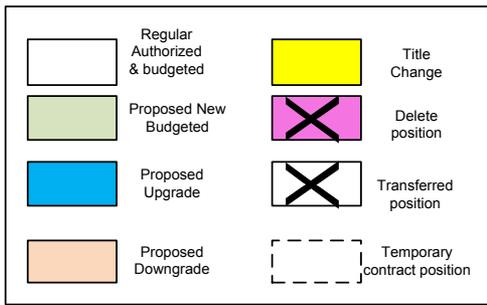 Regular
Authorized
& budgeted
Title
Change
Proposed New
Budgeted
Delete
position
Proposed
Upgrade
Transferred
position
Proposed
Downgrade
Temporary
contract position